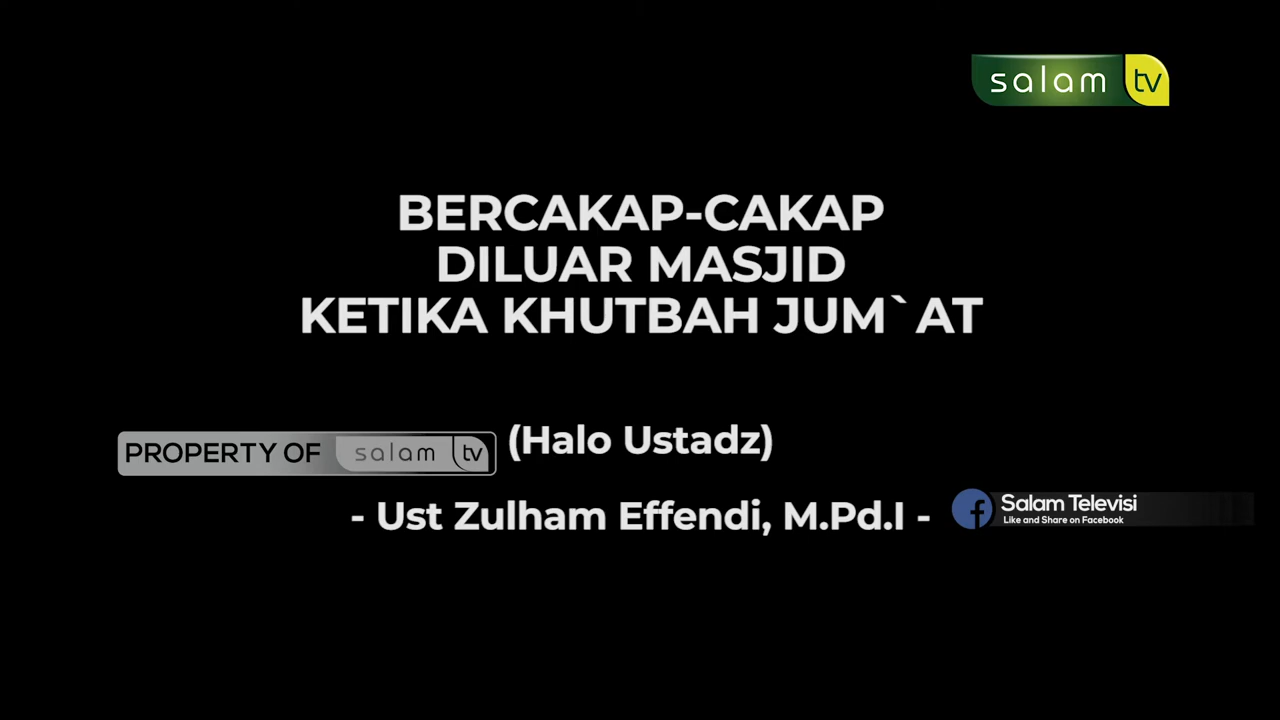 salam tv
BERCAKAP-CAKAP
DILUAR MASJID
KETIKA KHUTBAH JUM`AT
(Halo Ustadz)
PROPERTY OF salam tv
- Ust Zulham Effendi, M.Pd.I -
Salam Televisi
Like and Share on Facebook